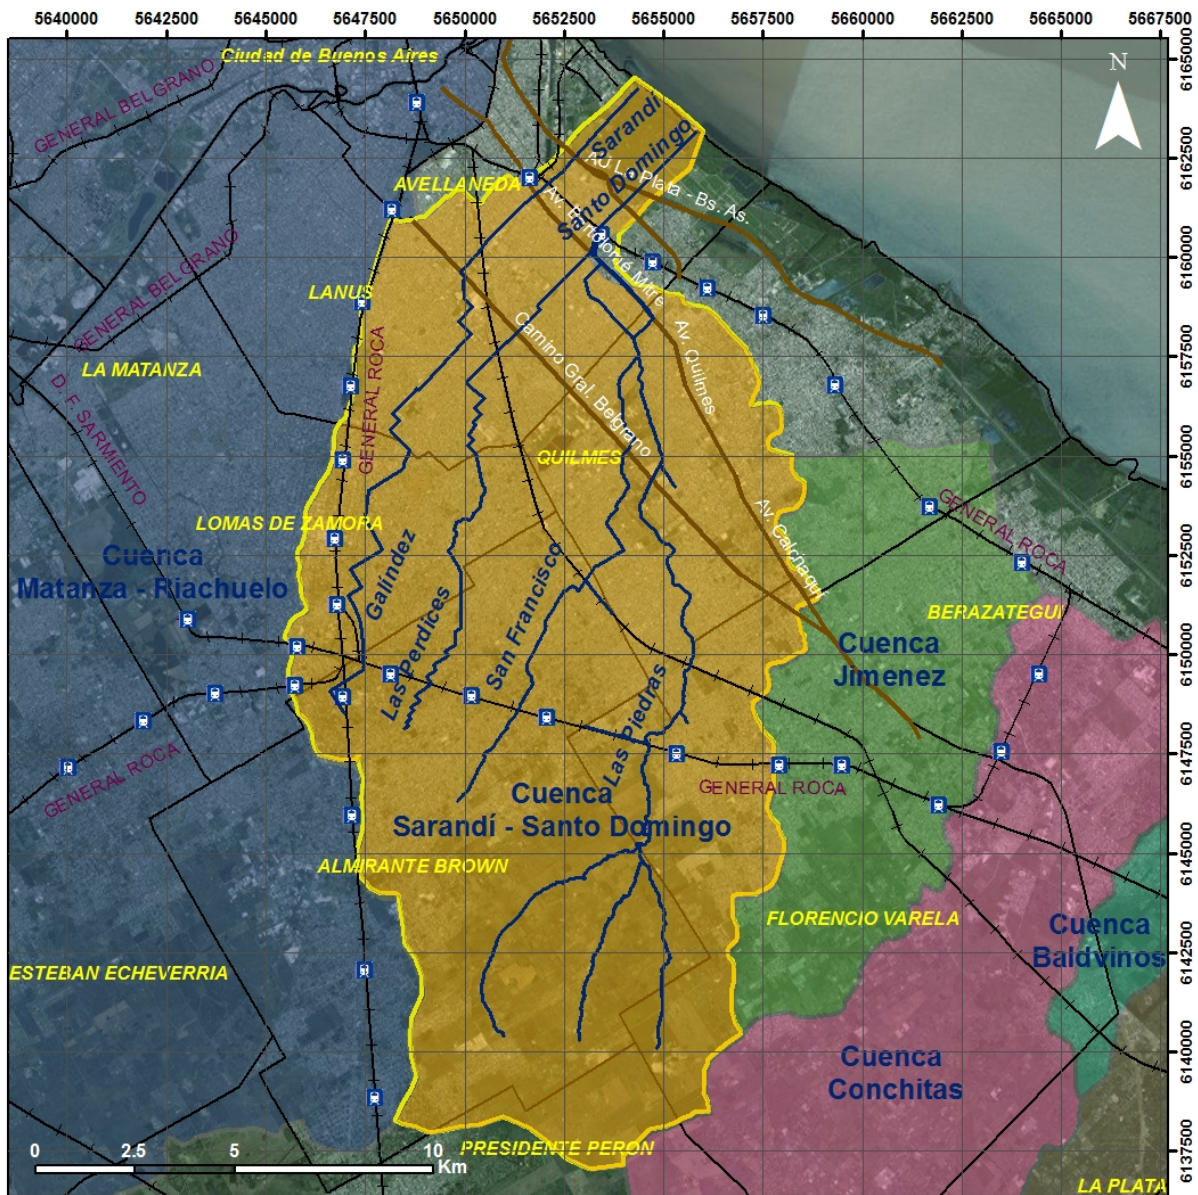 5640000 5642500 5645000 5647500 5650000 5652500 5655000 5657500 5660000 5662500 5665000 5667500
6165000
6162500
6160000
6157500
6155000
6152500
6150000
6147500
6145000
6142500
6140000
6137500
N
Ciudad de Buenos Aires
GENERAL BELGRANO
Sarandí
Santo Domingo
AU La Plata - Bs. As.
AVELLANEDA
Av. Bartolomé Mitre
GENERAL BELGRANO
LANUS
Camino Gral. Belgrano
Av. Quilmes
LA MATANZA
D. F. SARMIENTO
GENERAL ROCA
QUILMES
Av. Calchaquí
GENERAL ROCA
LOMAS DE ZAMORA
Cuenca
Matanza - Riachuelo
Galíndez
Las Perdices
San Francisco
Las Piedras
BERAZATEGUI
Cuenca
Jimenez
GENERAL ROCA
GENERAL ROCA
Cuenca
Sarandí - Santo Domingo
ALMIRANTE BROWN
FLORENCIO VARELA
Cuenca
Baldvinos
ESTEBAN ECHEVERRIA
Cuenca
Conchitas
PRESIDENTE PERON
LA PLATA
0 2.5 5 10
Km